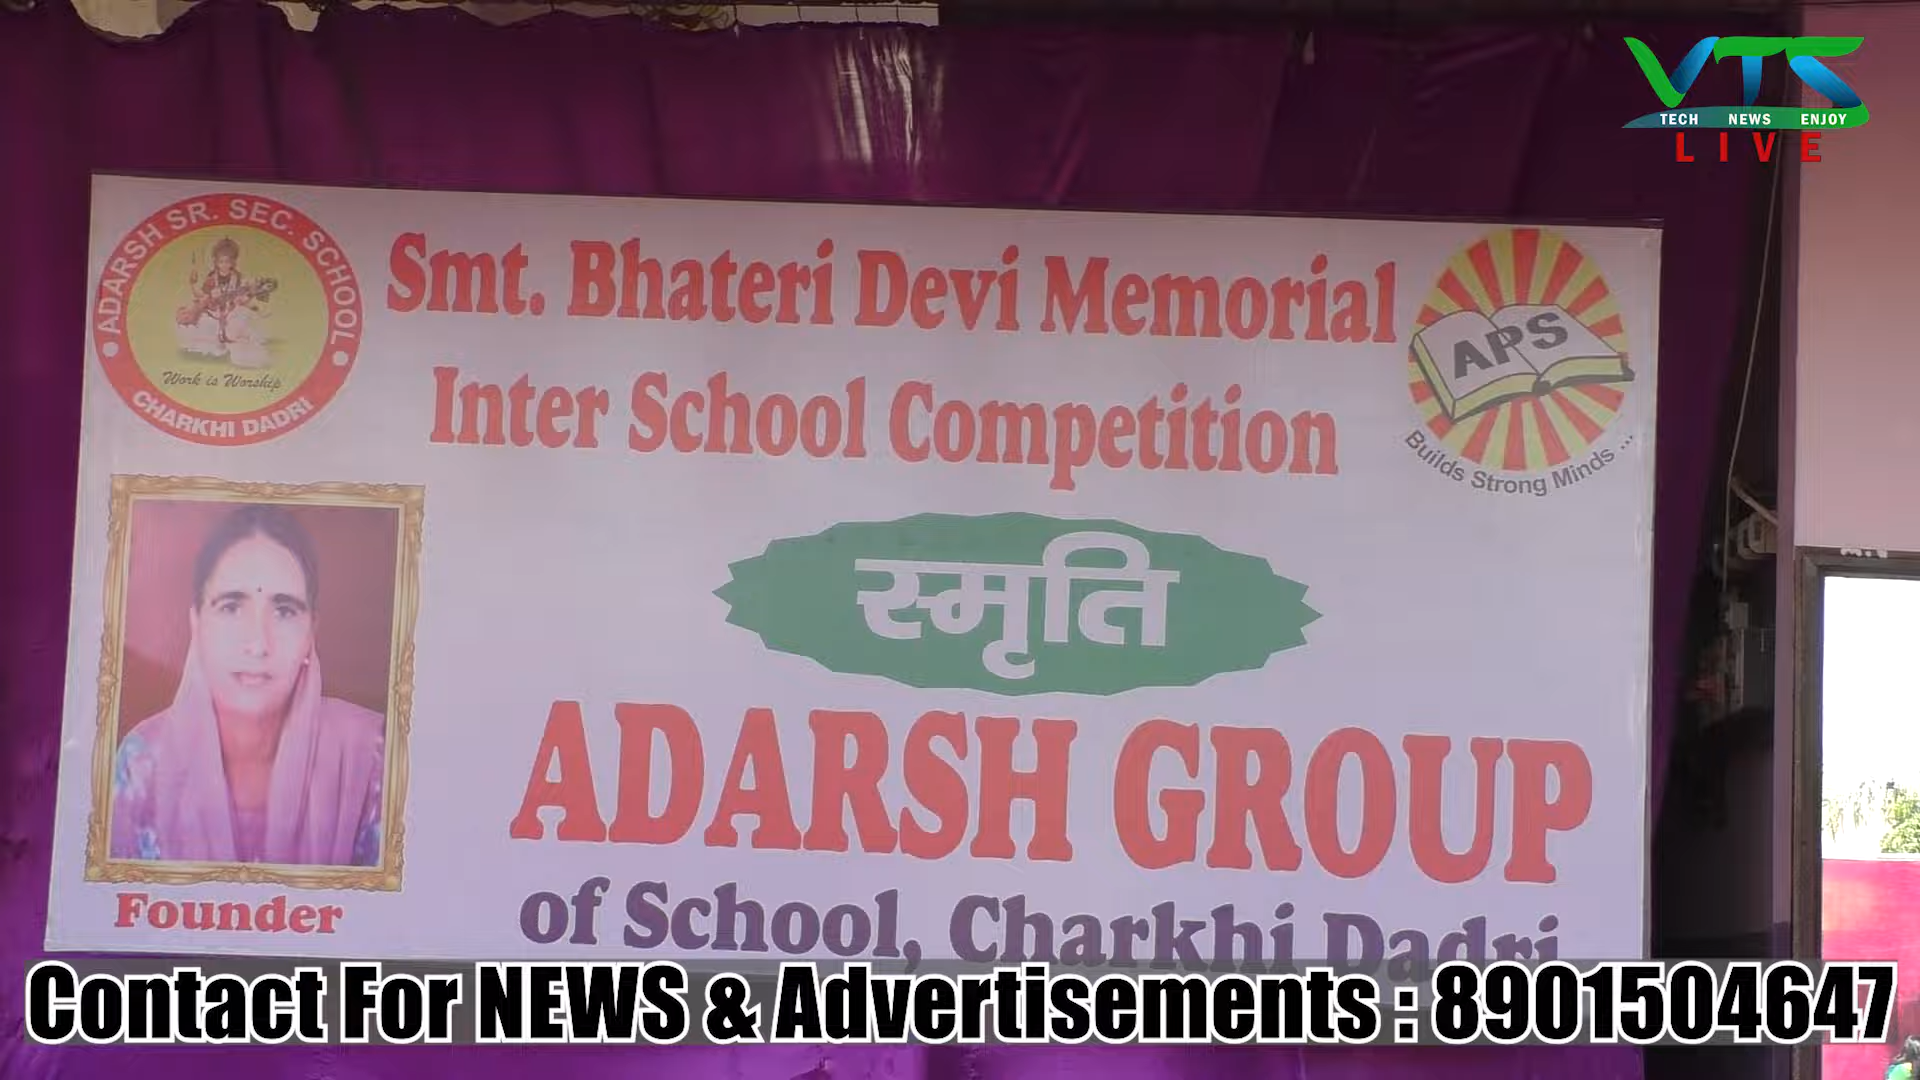 VTS
TECH NEWS ENJOY
LIVE
ADARSH SR. SEC. SCHOOL
Work is Worship
CHARKHI DADRI
Smt. Bhateri Devi Memorial
Inter School Competition
APS
Builds Strong Minds ...
स्मृति
ADARSH GROUP
of School, Charkhi Dadri
Founder
Contact For NEWS & Advertisements : 8901504647